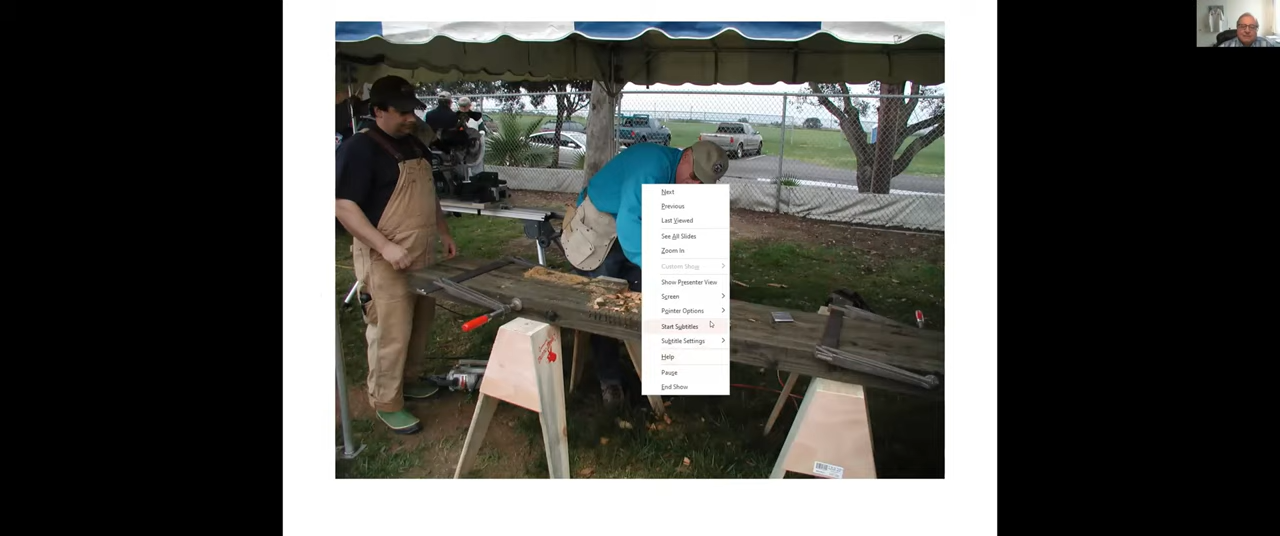 Next
Previous
Last Viewed
See All Slides
Zoom In
Custom Show
Show Presenter View
Screen
Pointer Options
Start Subtitles
Subtitle Settings
Help
Pause
End Show